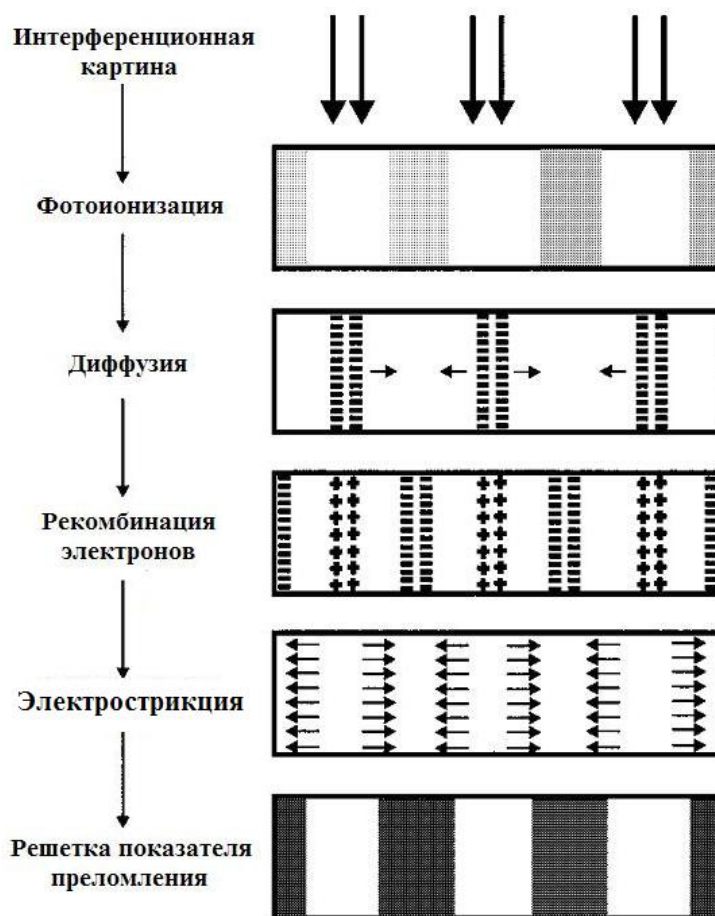 Интерференционная
картина
Фотоионизация
Диффузия
Рекомбинация
электронов
Электрострикция
Решетка показателя
преломления